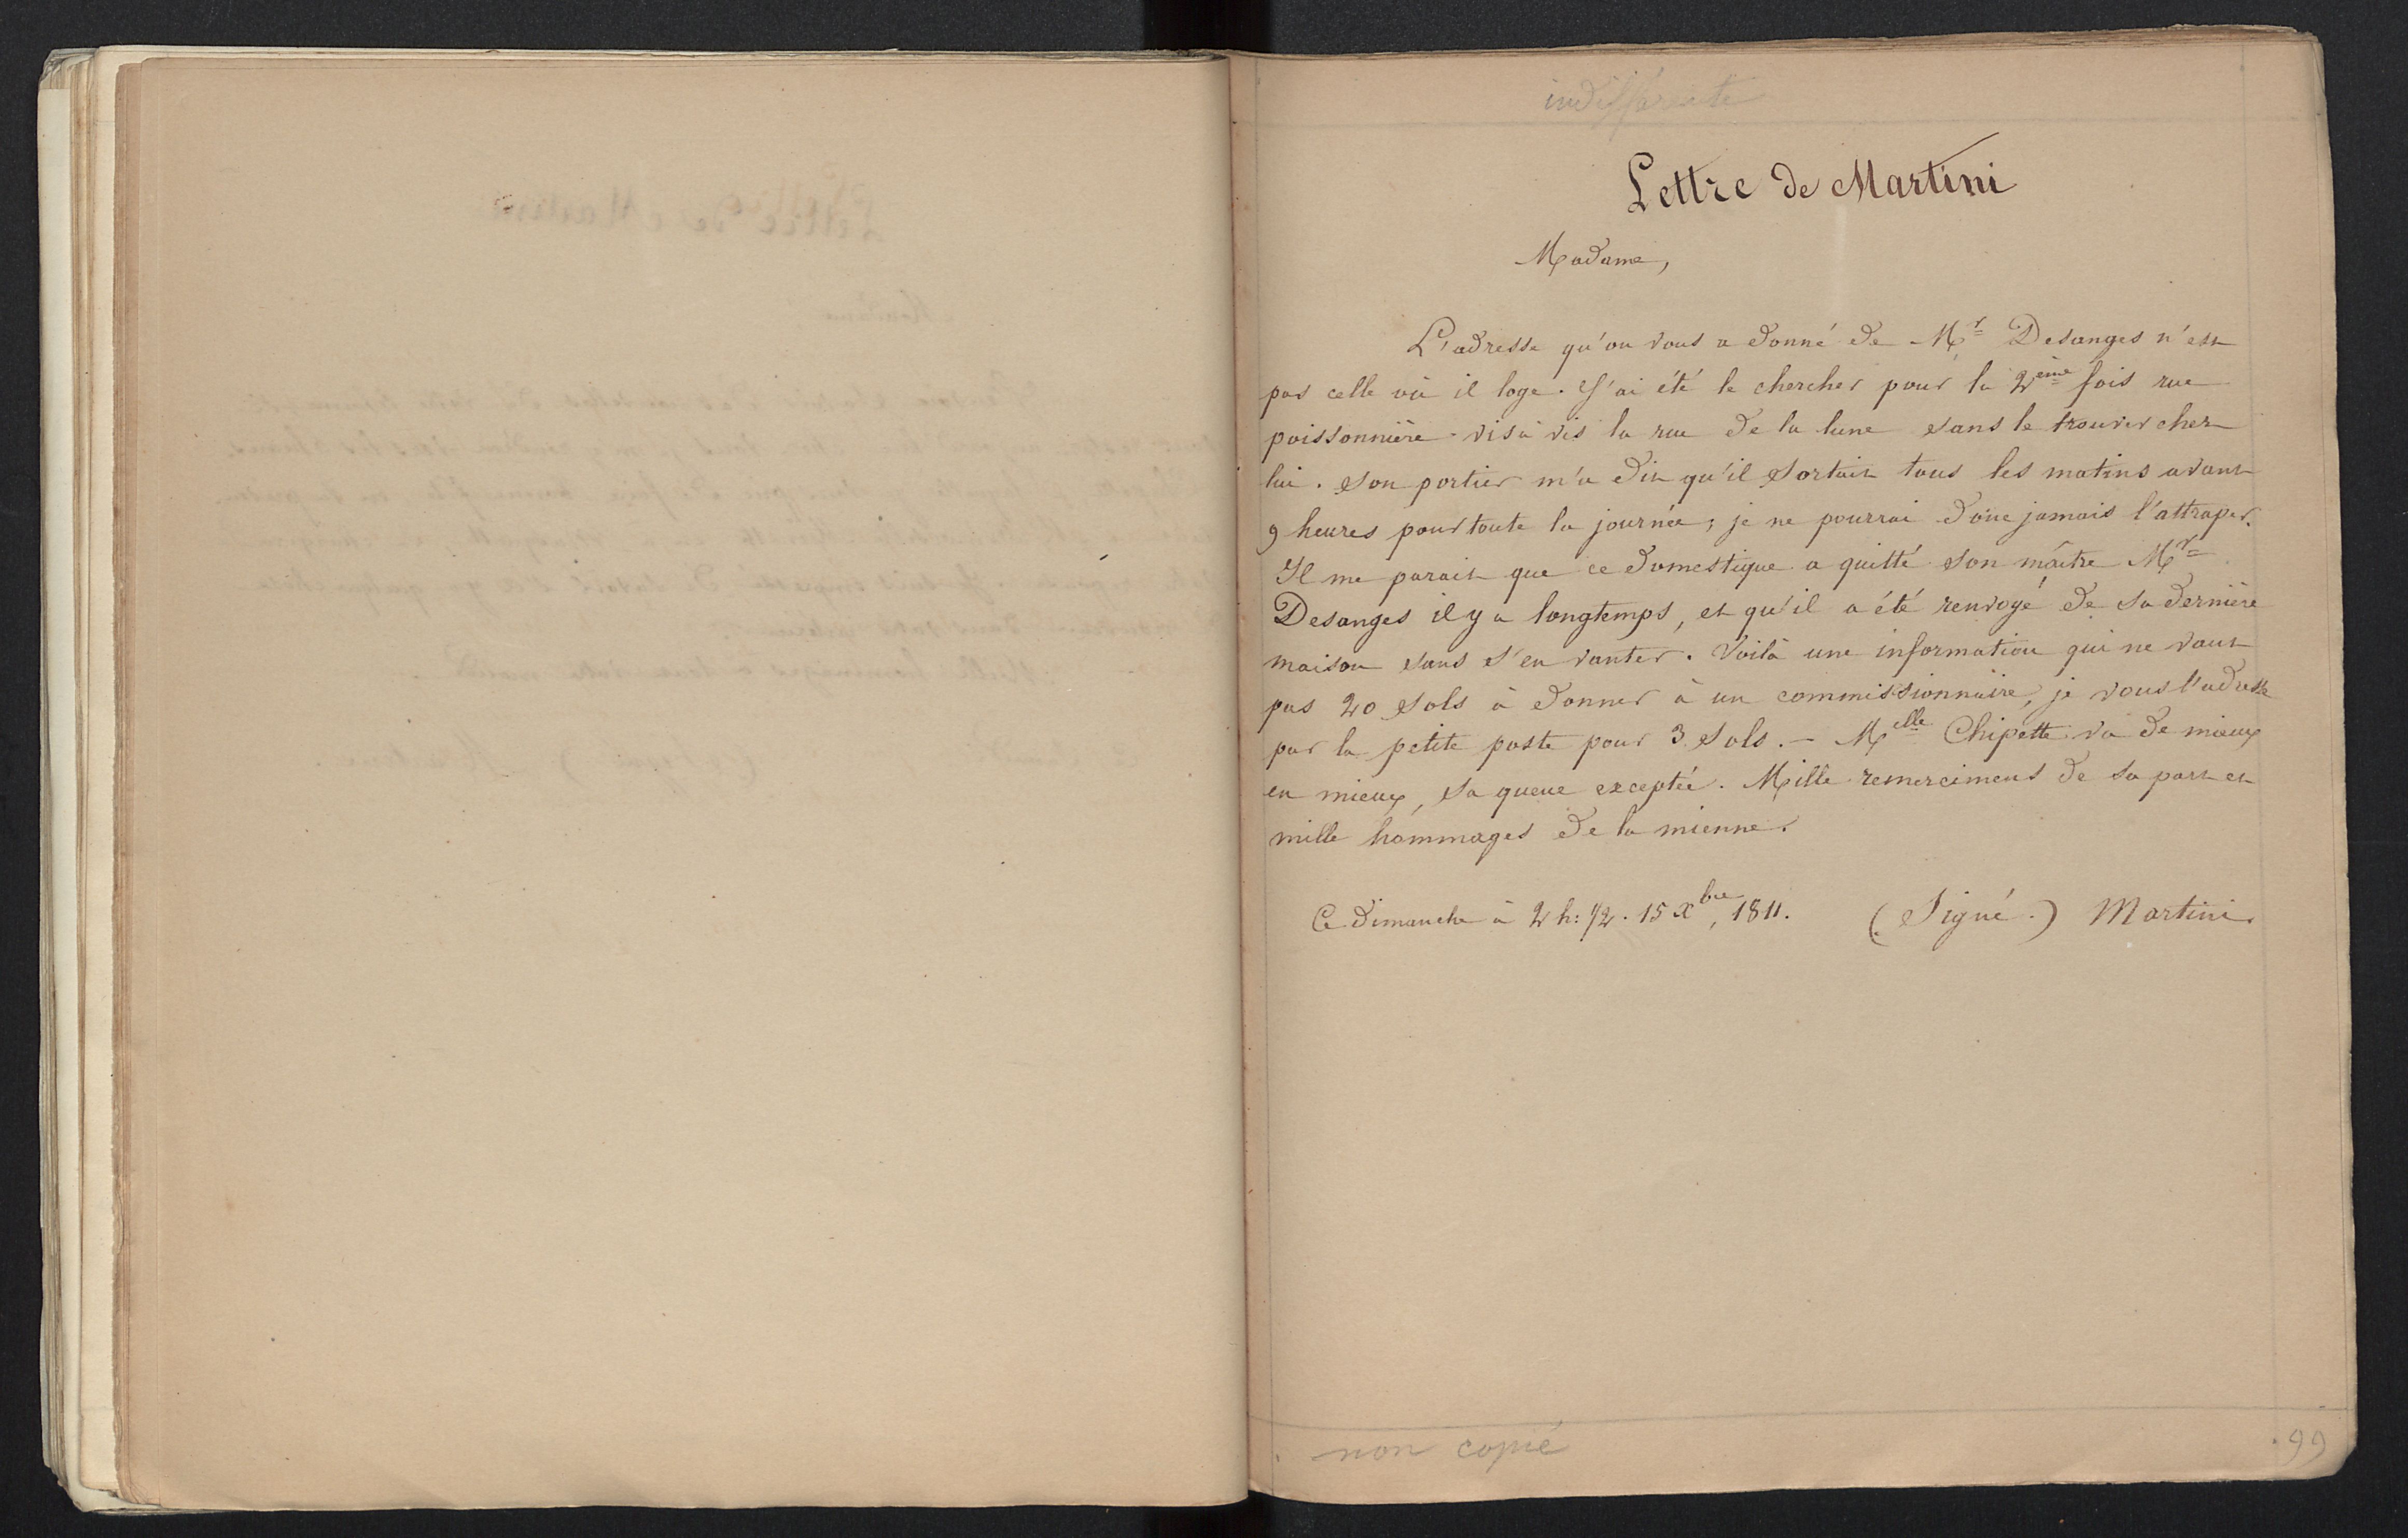 indifférente
Lettre de Martini
Madame,
L'adresse qu'on vous a donné de Mr Desanges n'est
pas celle où il loge. J'ai été le chercher pour la 2ème fois rue
poissonnière - vis à vis la rue de la lune sans le trouver chez
lui. Son portier m'a dit qu'il sortait tous les matins avant
9 heures pour toute la journée; je ne pourrai donc jamais l'attraper.
Il me parait que ce domestique a quitté son maître Mr
Desanges il y a longtemps, et qu'il a été renvoyé de sa dernière
maison sans s'en vanter. Voilà une information qui ne vaut
pas 20 sols à donner à un commissionnaire, je vous l'adresse
par la petite poste pour 3 sols. - Melle Chipette va de mieux
en mieux, sa queue exceptée. Mille remerciments de sa part et
mille hommages de la mienne.
Ce dimanche à 2 h: 1/2. 15 Xbre, 1811. (Signé.) Martini.
non copié
99